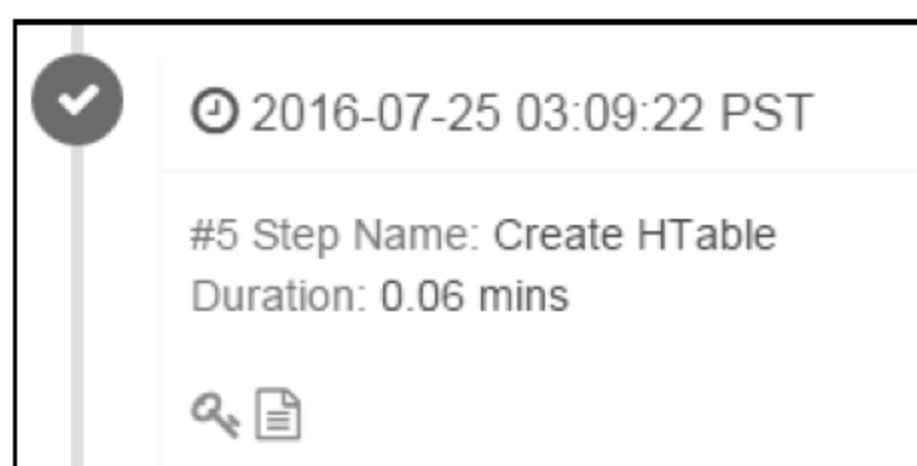 2016-07-25 03:09:22 PST
#5 Step Name: Create HTable
Duration: 0.06 mins